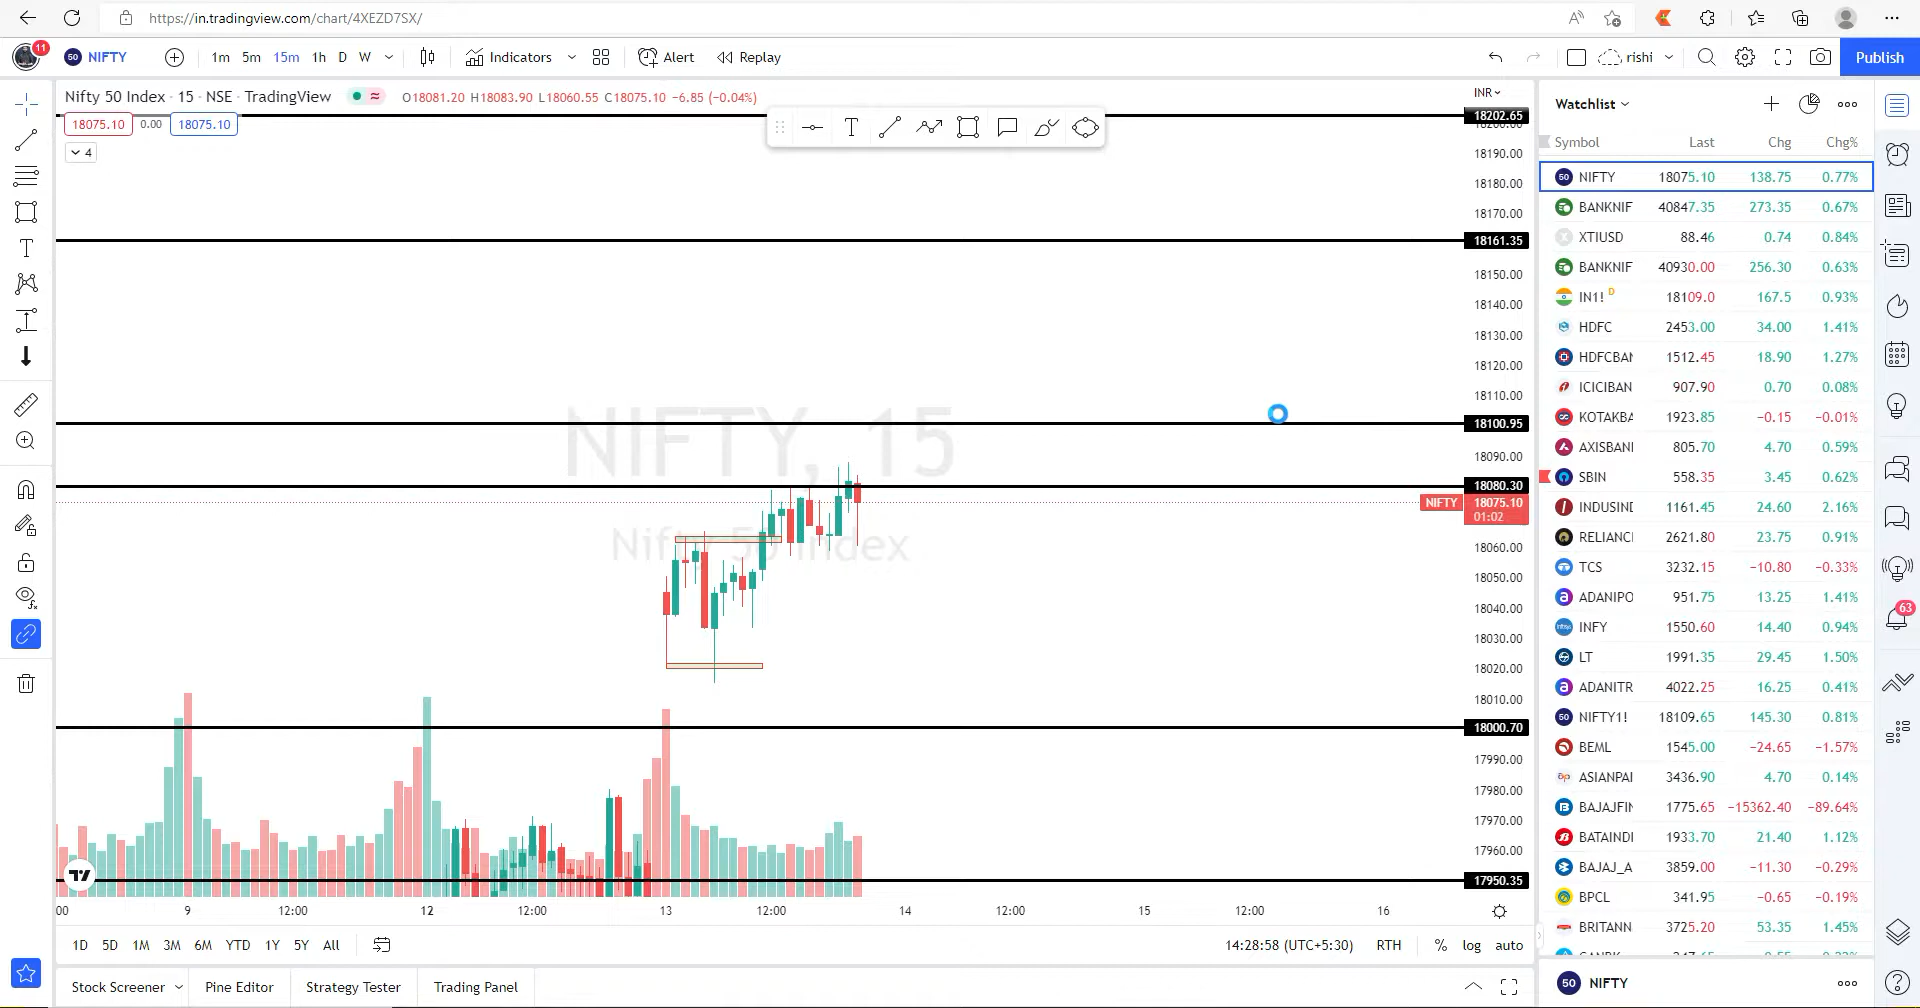 https://in.tradingview.com/chart/4XEZD7SX/
11
50 NIFTY 1m 5m 15m 1h D W Indicators Alert Replay rishi Publish
Nifty 50 Index · 15 · NSE · TradingView O18081.20 H18083.90 L18060.55 C18075.10 −6.85 (−0.04%)
18075.10 0.00 18075.10
4
NIFTY, 15
Nifty 50 Index
INR
18202.65
18190.00
18180.00
18170.00
18161.35
18150.00
18140.00
18130.00
18120.00
18110.00
18100.95
18090.00
18080.30
NIFTY 18075.10
01:02
18060.00
18050.00
18040.00
18030.00
18020.00
18010.00
18000.70
17990.00
17980.00
17970.00
17960.00
17950.35
:00 9 12:00 12 12:00 13 12:00 14 12:00 15 12:00 16
1D 5D 1M 3M 6M YTD 1Y 5Y All 14:28:58 (UTC+5:30) RTH % log auto
Stock Screener Pine Editor Strategy Tester Trading Panel
Watchlist
Symbol Last Chg Chg%
50 NIFTY 18075.10 138.75 0.77%
BANKNIF 40847.35 273.35 0.67%
XTIUSD 88.46 0.74 0.84%
BANKNIF 40930.00 256.30 0.63%
IN1! D 18109.0 167.5 0.93%
HDFC 2453.00 34.00 1.41%
HDFCBAN 1512.45 18.90 1.27%
ICICIBAN 907.90 0.70 0.08%
KOTAKBA 1923.85 −0.15 −0.01%
AXISBANI 805.70 4.70 0.59%
SBIN 558.35 3.45 0.62%
INDUSIND 1161.45 24.60 2.16%
RELIANCI 2621.80 23.75 0.91%
TCS 3232.15 −10.80 −0.33%
ADANIPO 951.75 13.25 1.41%
INFY 1550.60 14.40 0.94%
LT 1991.35 29.45 1.50%
ADANITR 4022.25 16.25 0.41%
50 NIFTY1! 18109.65 145.30 0.81%
BEML 1545.00 −24.65 −1.57%
ASIANPAI 3436.90 4.70 0.14%
BAJAJFIN 1775.65 −15362.40 −89.64%
BATAINDI 1933.70 21.40 1.12%
BAJAJ_A 3859.00 −11.30 −0.29%
BPCL 341.95 −0.65 −0.19%
BRITANN 3725.20 53.35 1.45%
50 NIFTY
63